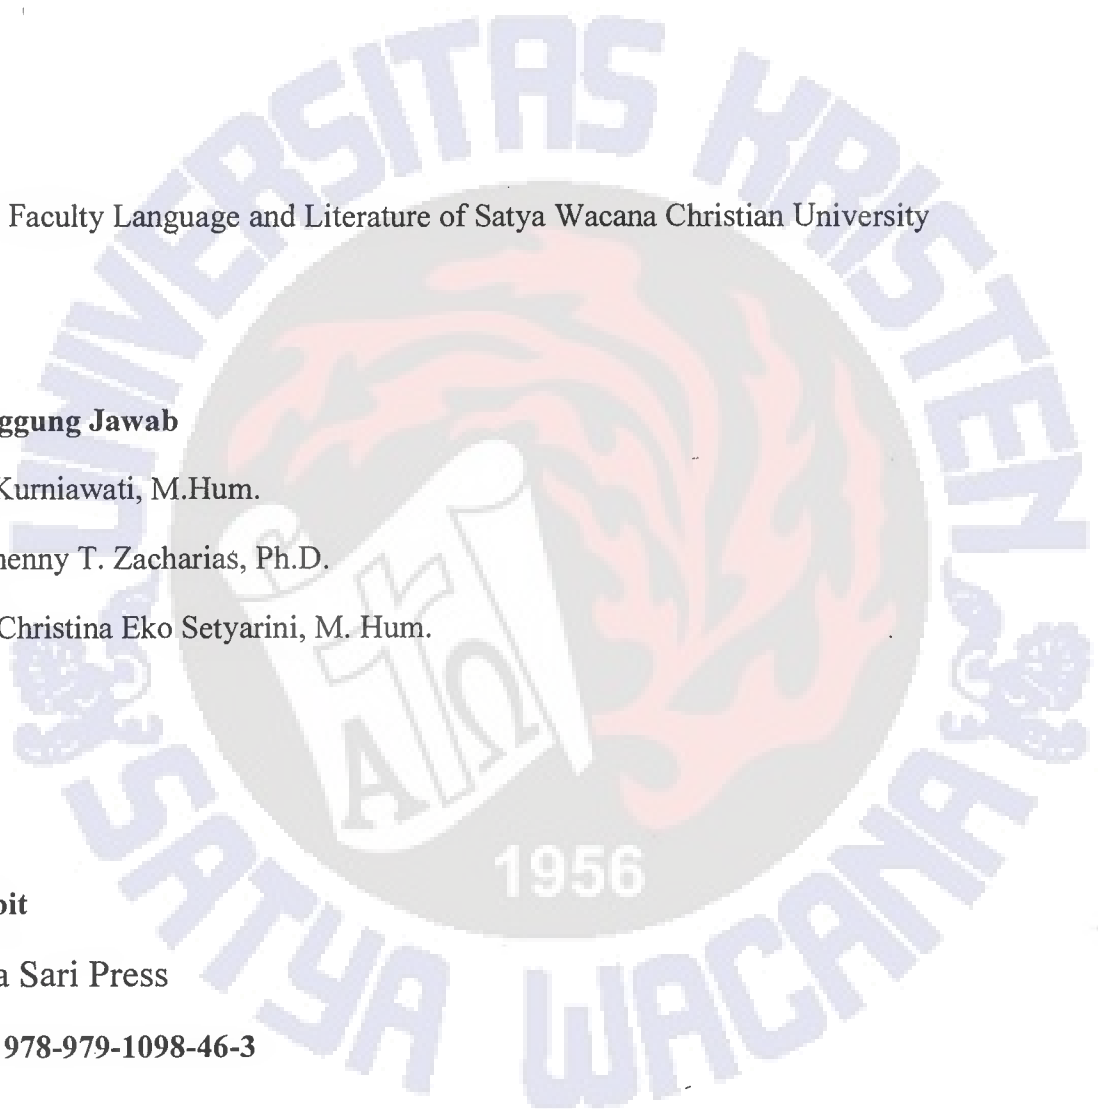 UNIVERSITAS KRISTEN
Faculty Language and Literature of Satya Wacana Christian University
ggung Jawab
Kurniawati, M.Hum.
henny T. Zacharias, Ph.D.
Christina Eko Setyarini, M. Hum.
Α Ω
1956
bit
a Sari Press
978-979-1098-46-3
SATYA WACANA